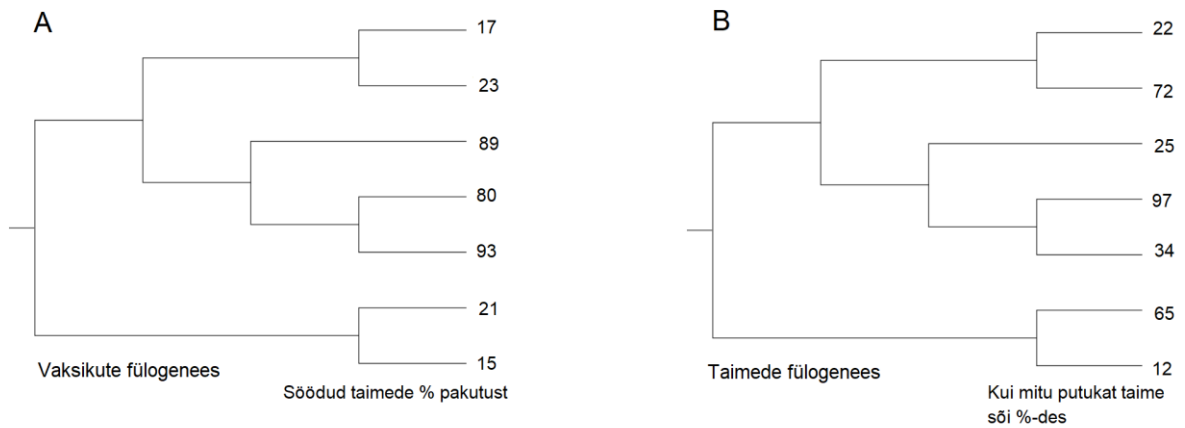 A
17
23
89
80
93
21
15
Vaksikute fülogenees
Söödud taimede % pakutust
B
22
72
25
97
34
65
12
Taimede fülogenees
Kui mitu putukat taime
sõi %-des